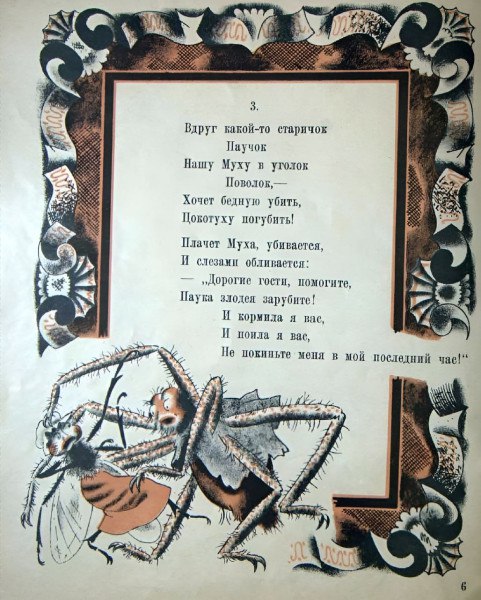 3.
Вдруг какой-то старичок
Паучок
Нашу Муху в уголок
Поволок,—
Хочет бедную убить,
Цокотуху погубить!
Плачет Муха, убивается,
И слезами обливается:
— „Дорогие гости, помогите,
Паука злодея зарубите!
И кормила я вас,
И поила я вас,
Не покиньте меня в мой последний час!“
6